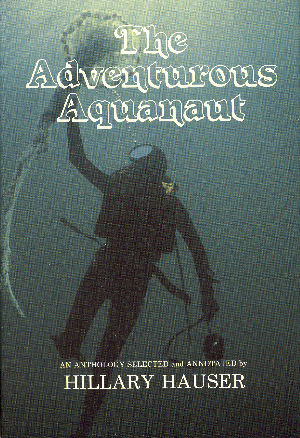 The
Adventurous
Aquanaut
AN ANTHOLOGY SELECTED and ANNOTATED by
HILLARY HAUSER